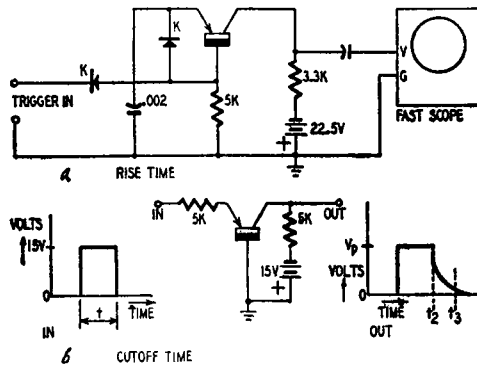 K
K
TRIGGER IN
.002
5K
3.3K
22.5V
+
V
G
FAST SCOPE
a RISE TIME
VOLTS
15V
0
t
TIME
IN
IN
5K
OUT
5K
15V
+
Vp
VOLTS
0
TIME
t2
t3
OUT
b CUTOFF TIME